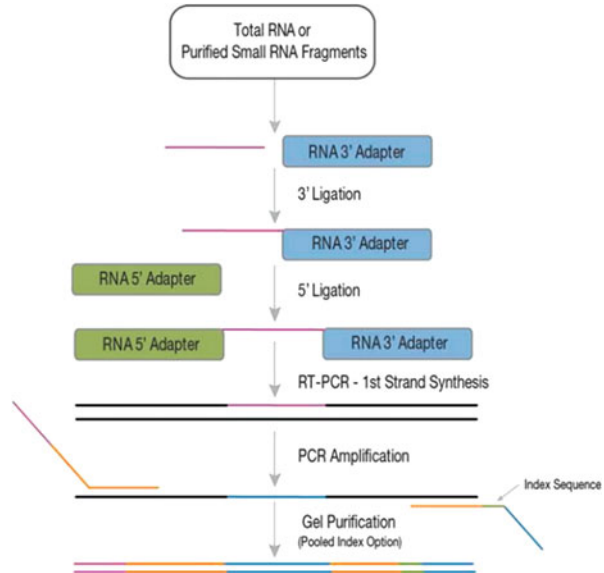 Total RNA or
Purified Small RNA Fragments
RNA 3' Adapter
3' Ligation
RNA 3' Adapter
RNA 5' Adapter
5' Ligation
RNA 5' Adapter
RNA 3' Adapter
RT-PCR - 1st Strand Synthesis
PCR Amplification
Index Sequence
Gel Purification
(Pooled Index Option)